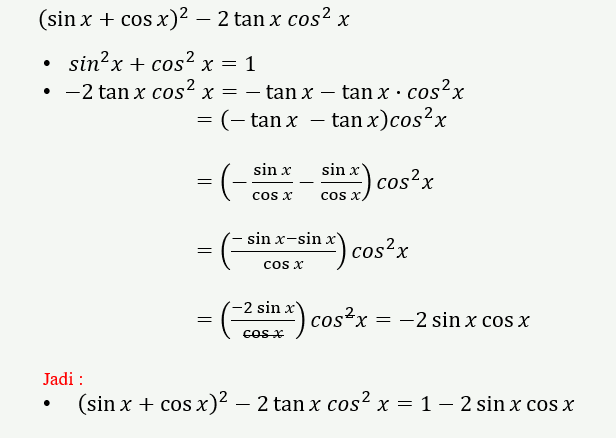 (sin x + cos x)² − 2 tan x cos² x
• sin²x + cos² x = 1
• −2 tan x cos² x = − tan x − tan x · cos²x
= (− tan x − tan x)cos²x
= (− sin x / cos x − sin x / cos x) cos²x
= (− sin x−sin x / cos x) cos²x
= (−2 sin x / cos x) cos²x = −2 sin x cos x
Jadi :
• (sin x + cos x)² − 2 tan x cos² x = 1 − 2 sin x cos x